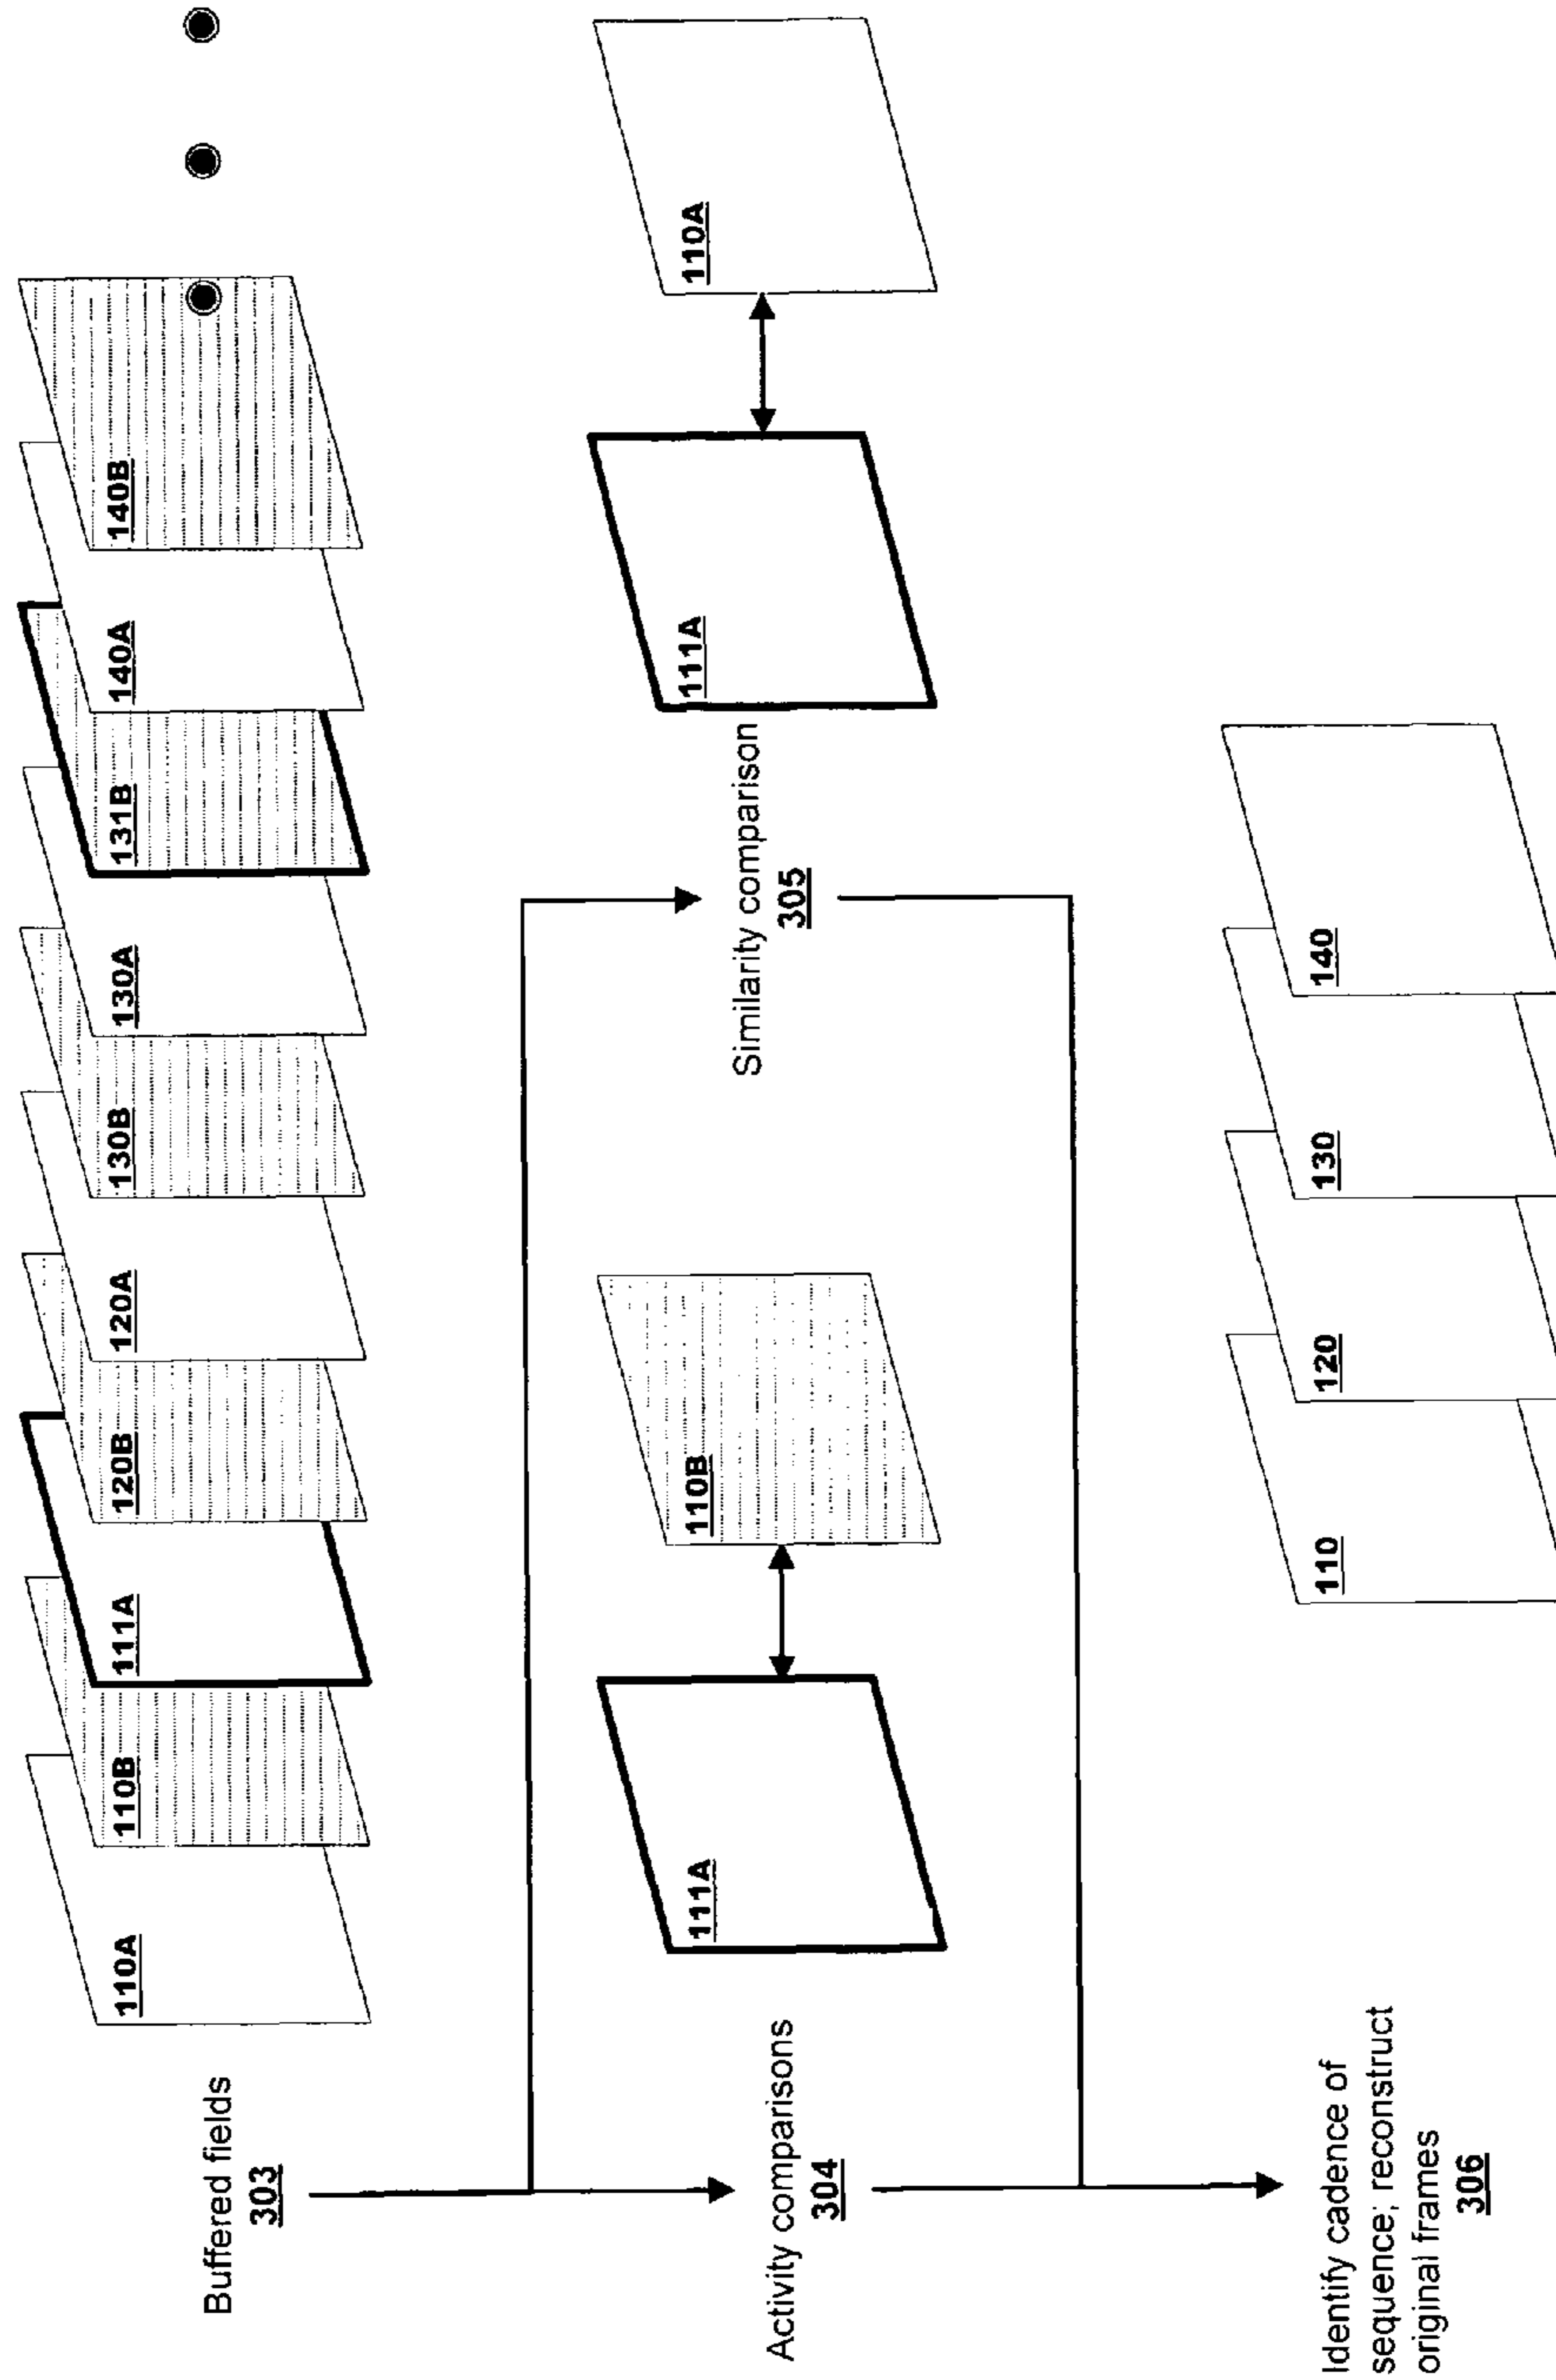 Buffered fields
303
110A
110B
111A
120B
120A
130B
130A
131B
140A
140B
Activity comparisons
304
111A
110B
Similarity comparison
305
111A
110A
Identify cadence of
sequence; reconstruct
original frames
306
110
120
130
140